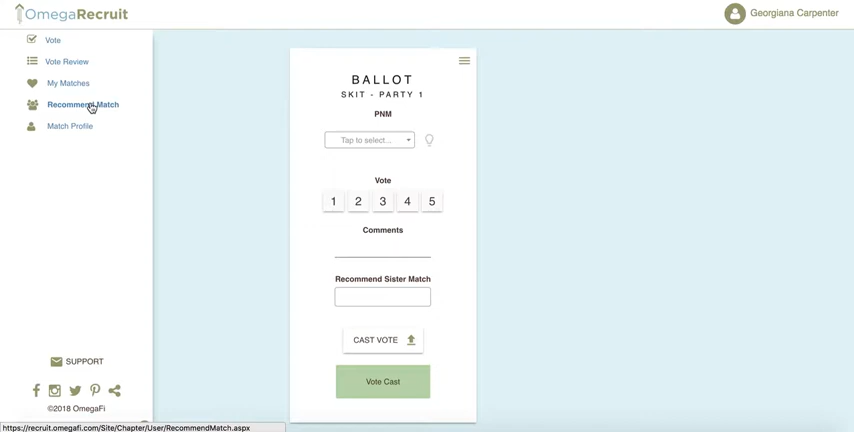 OmegaRecruit
Georgiana Carpenter
Vote
Vote Review
My Matches
Recommend Match
Match Profile
BALLOT
SKIT - PARTY 1
PNM
Tap to select...
Vote
1 2 3 4 5
Comments
Recommend Sister Match
CAST VOTE
Vote Cast
SUPPORT
©2018 OmegaFi
https://recruit.omegafi.com/Site/Chapter/User/RecommendMatch.aspx